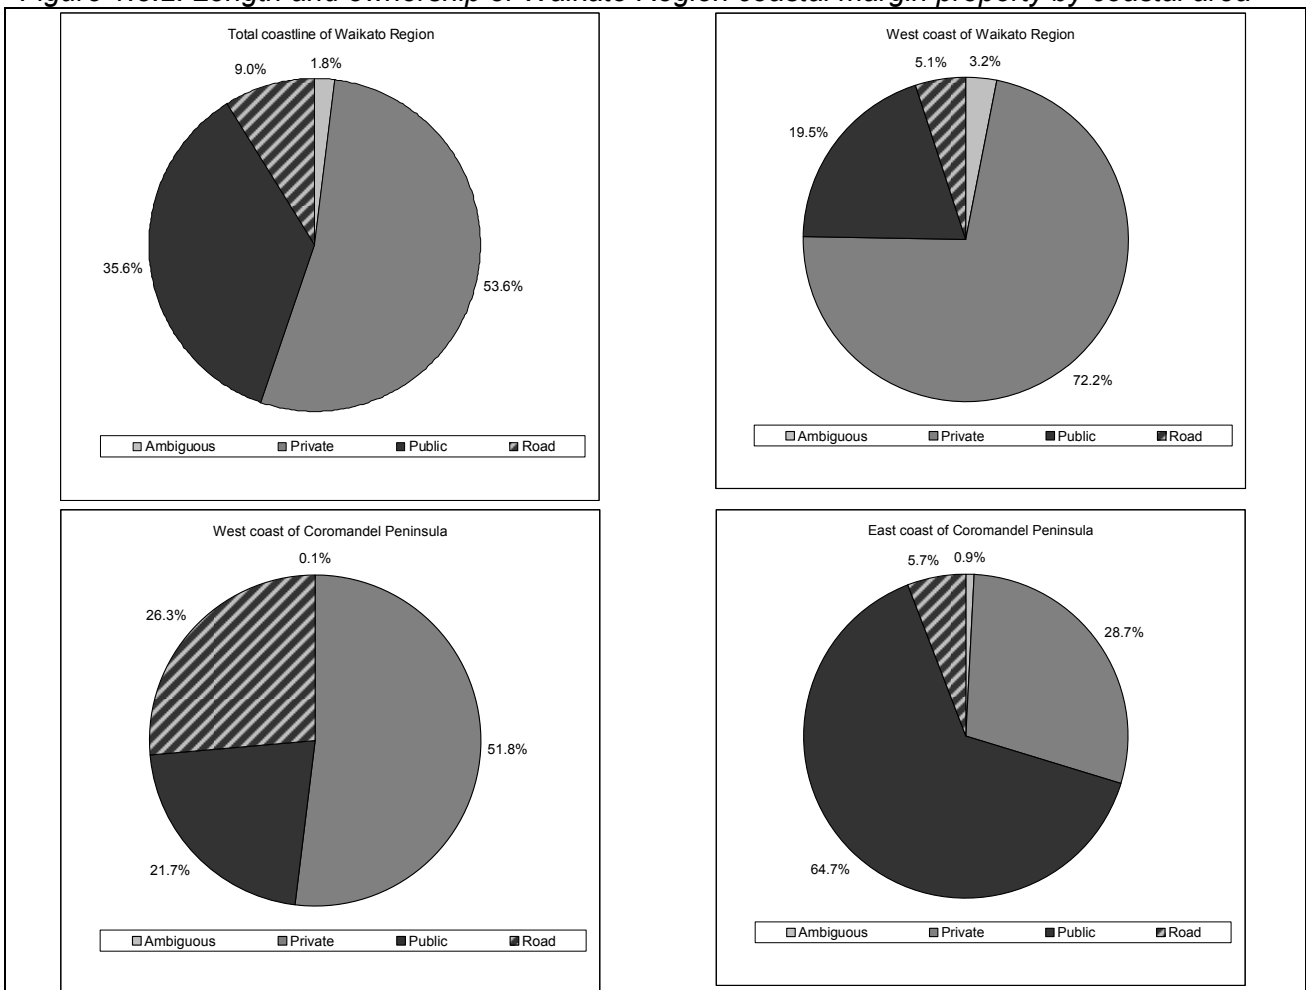 Figure Length and ownership of Waikato Region coastal margin property by coastal area
Total coastline of Waikato Region
9.0% 1.8%
35.6%
53.6%
Ambiguous Private Public Road
West coast of Waikato Region
5.1% 3.2%
19.5%
72.2%
Ambiguous Private Public Road
West coast of Coromandel Peninsula
0.1%
26.3%
51.8%
21.7%
Ambiguous Private Public Road
East coast of Coromandel Peninsula
5.7% 0.9%
28.7%
64.7%
Ambiguous Private Public Road